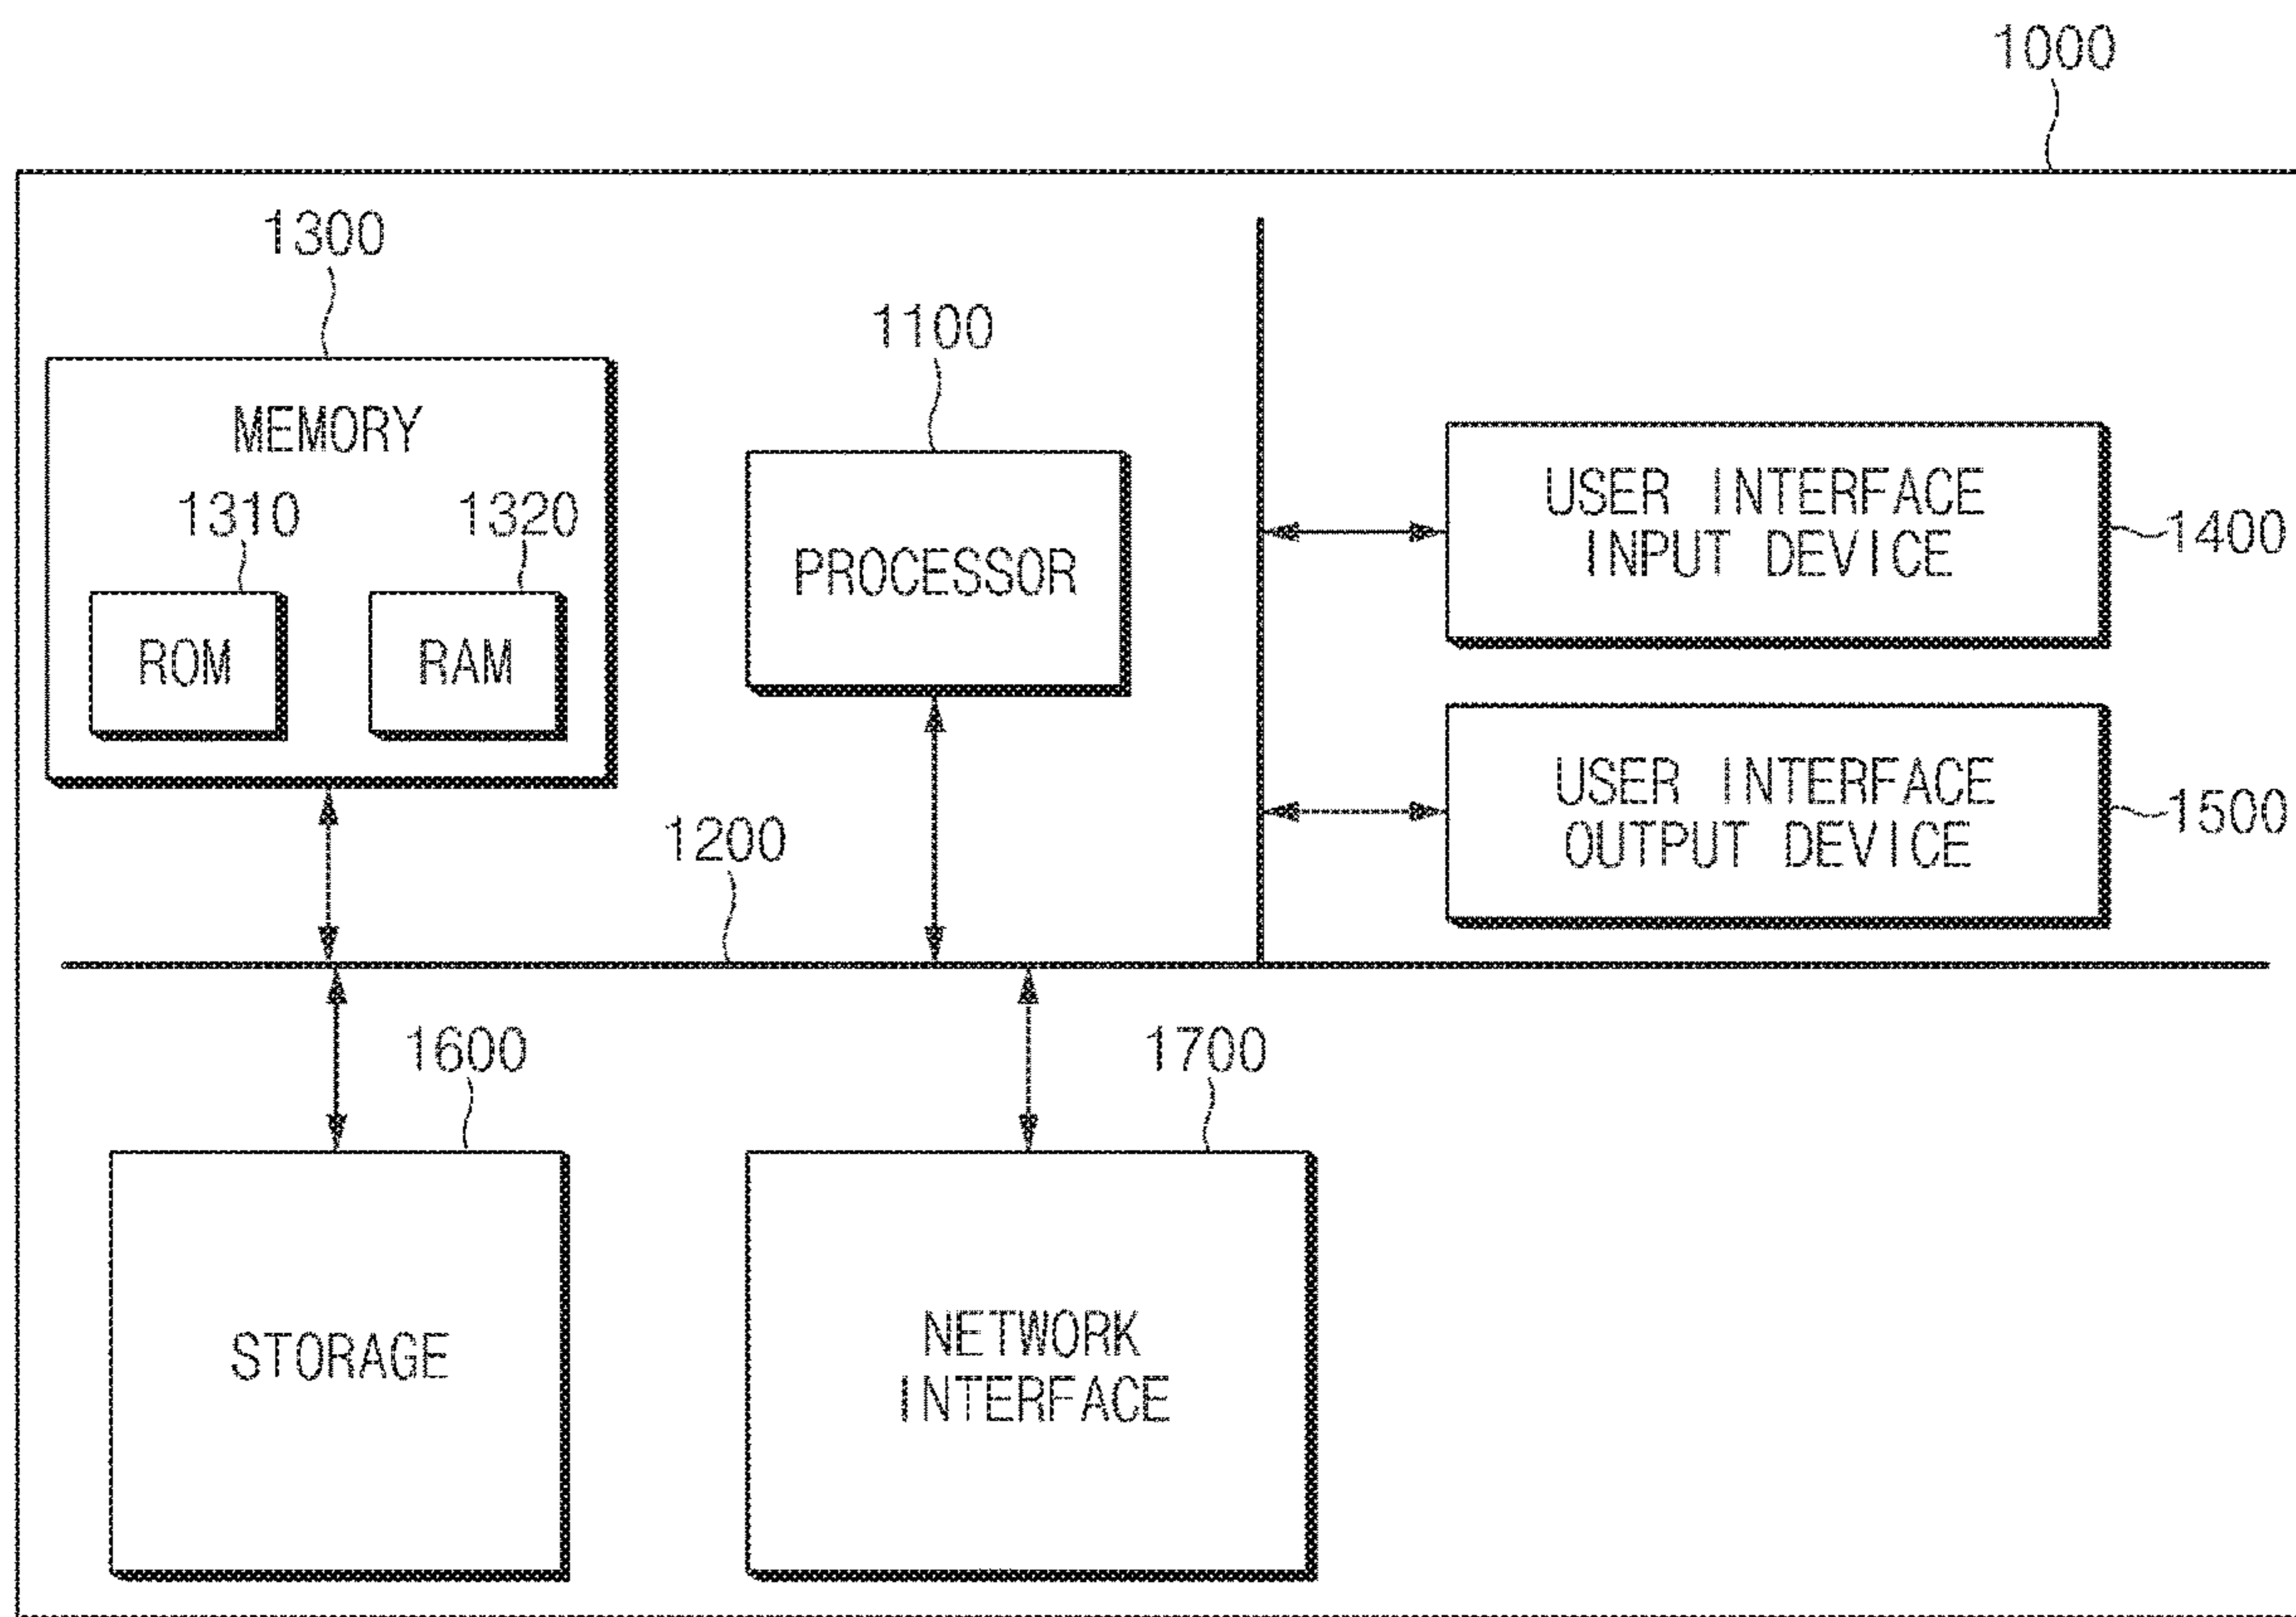 1000
1300
1100
MEMORY
1310
1320
ROM
RAM
PROCESSOR
USER INTERFACE
INPUT DEVICE
1400
USER INTERFACE
OUTPUT DEVICE
1500
1200
1600
1700
STORAGE
NETWORK
INTERFACE